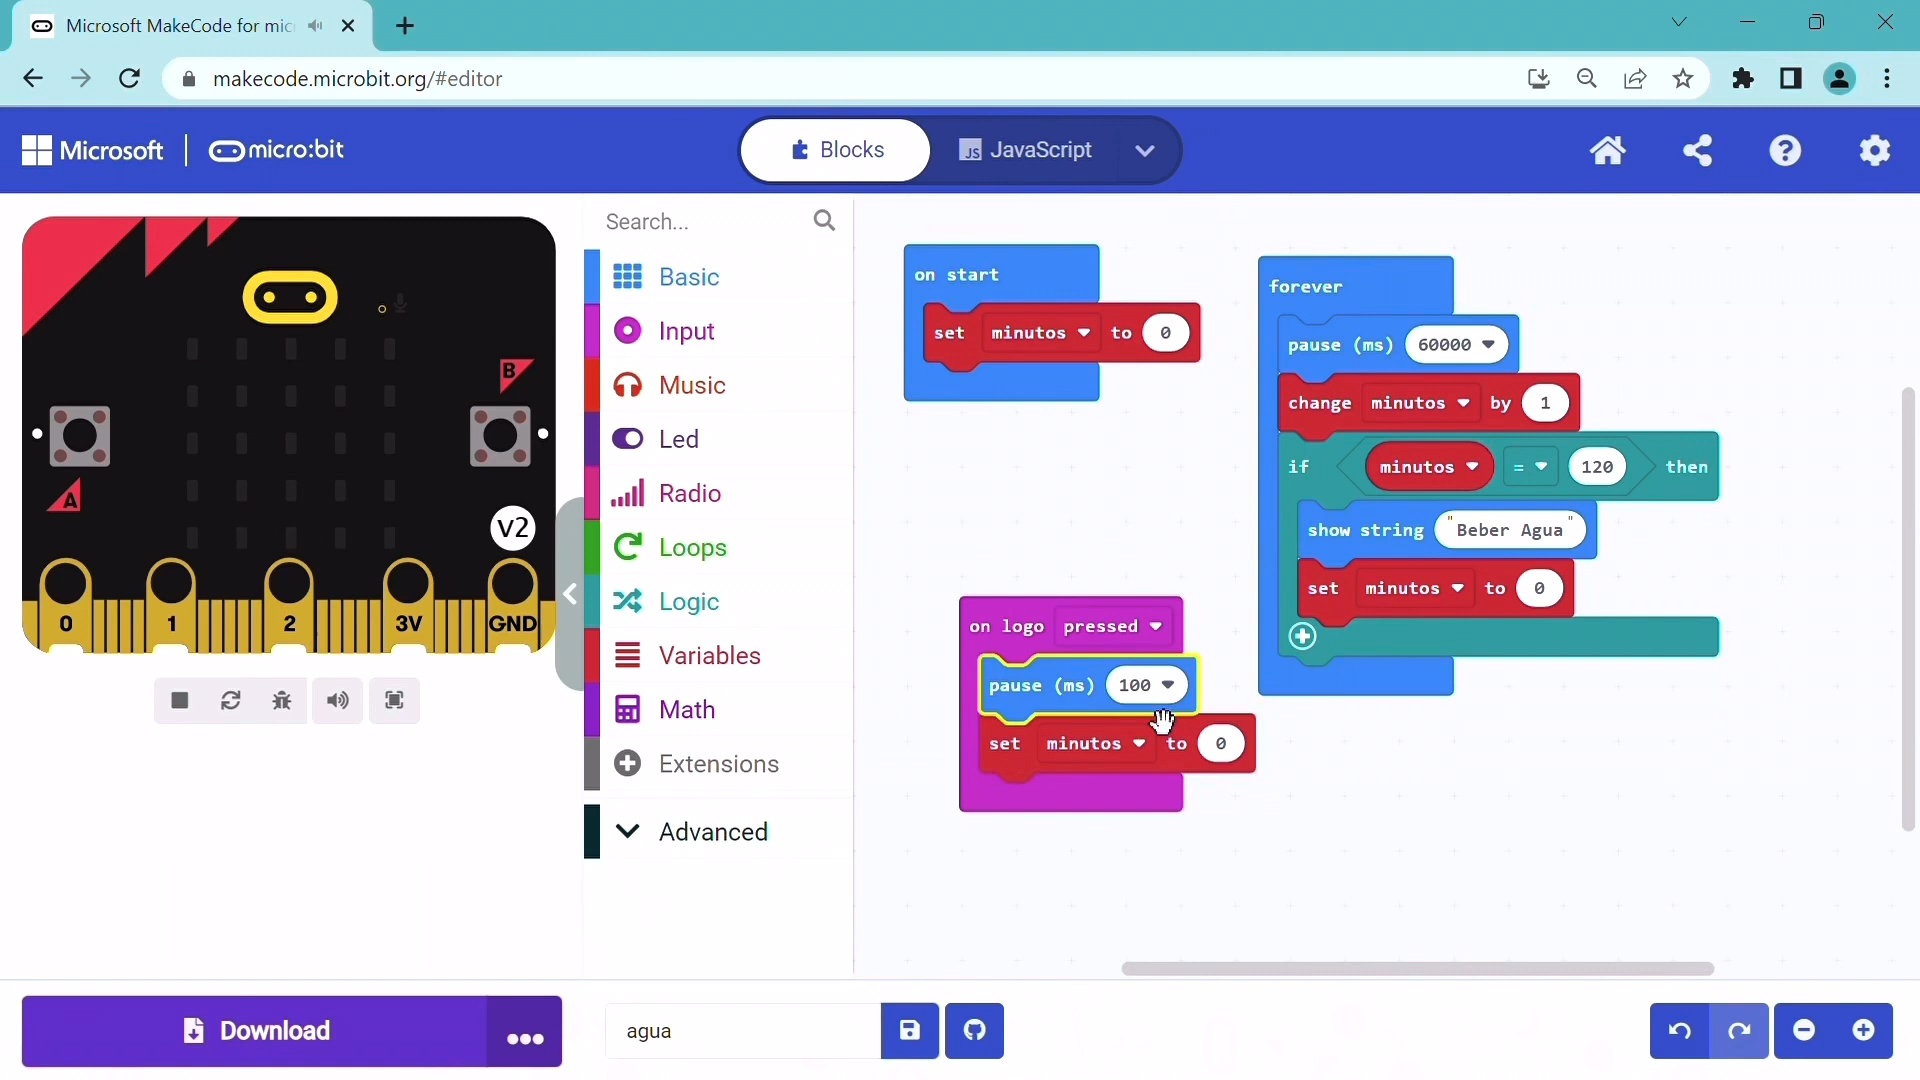 Microsoft MakeCode for mic
makecode.microbit.org/#editor
Microsoft micro:bit
Blocks
JS JavaScript
Search...
Basic
Input
Music
Led
Radio
Loops
Logic
Variables
Math
Extensions
Advanced
B
A
V2
0 1 2 3V GND
on start
set minutos to 0
forever
pause (ms) 60000
change minutos by 1
if minutos = 120 then
show string "Beber Agua"
set minutos to 0
on logo pressed
pause (ms) 100
set minutos to 0
Download
agua